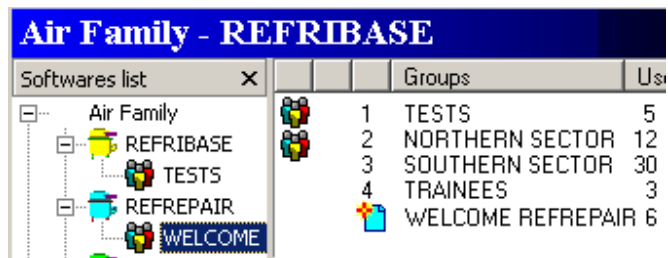 Air Family - REFRIBASE
Softwares list
Groups Use
Air Family
REFRIBASE
TESTS
REFREPAIR
WELCOME
1 TESTS 5
2 NORTHERN SECTOR 12
3 SOUTHERN SECTOR 30
4 TRAINEES 3
WELCOME REFREPAIR 6